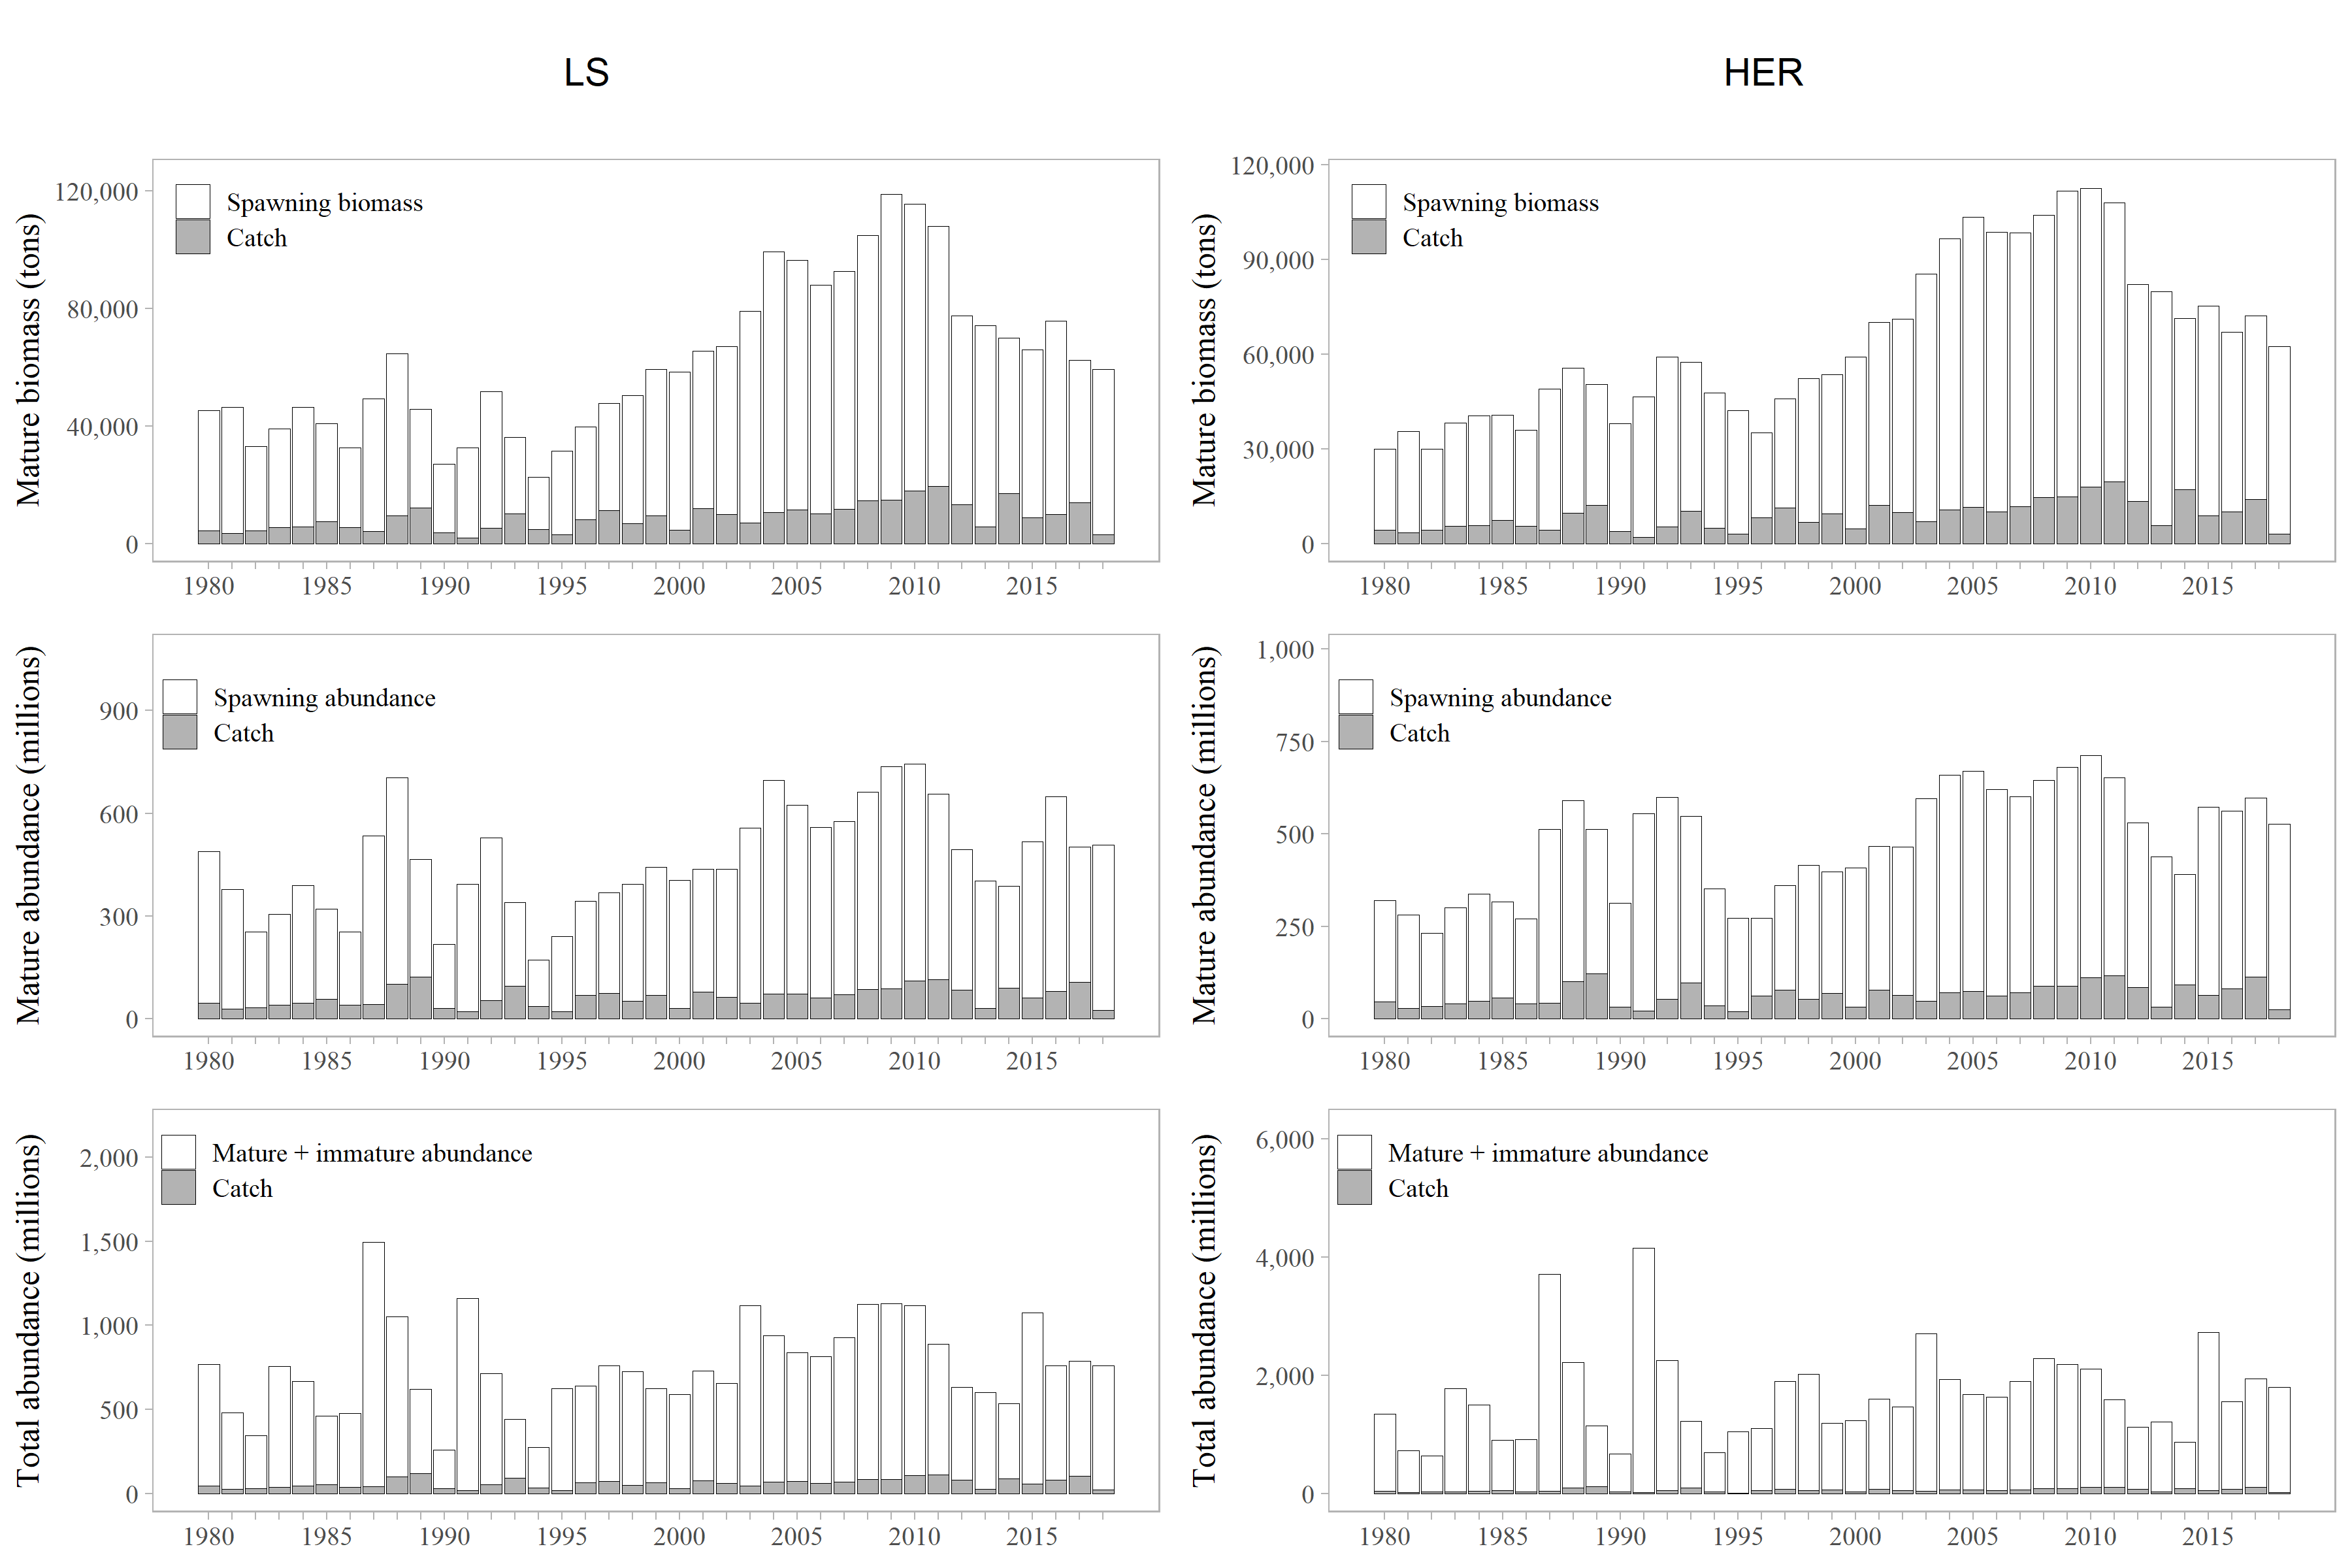 LS
HER
Mature biomass (tons)
120,000
80,000
40,000
0
Spawning biomass
Catch
1980 1985 1990 1995 2000 2005 2010 2015
Mature biomass (tons)
120,000
90,000
60,000
30,000
0
Spawning biomass
Catch
1980 1985 1990 1995 2000 2005 2010 2015
Mature abundance (millions)
900
600
300
0
Spawning abundance
Catch
1980 1985 1990 1995 2000 2005 2010 2015
Mature abundance (millions)
1,000
750
500
250
0
Spawning abundance
Catch
1980 1985 1990 1995 2000 2005 2010 2015
Total abundance (millions)
2,000
1,500
1,000
500
0
Mature + immature abundance
Catch
1980 1985 1990 1995 2000 2005 2010 2015
Total abundance (millions)
6,000
4,000
2,000
0
Mature + immature abundance
Catch
1980 1985 1990 1995 2000 2005 2010 2015